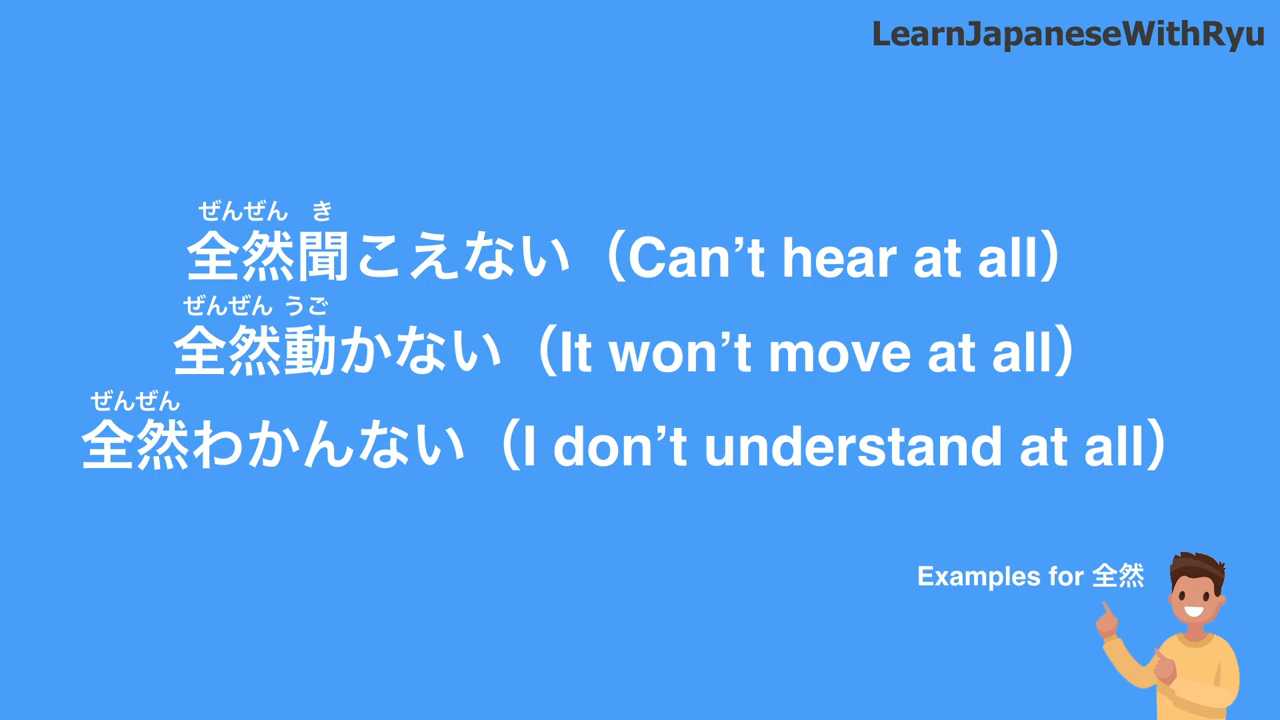 LearnJapaneseWithRyu
ぜんぜん き
全然聞こえない（Can’t hear at all）
ぜんぜん うご
全然動かない（It won’t move at all）
ぜんぜん
全然わかんない（I don’t understand at all）
Examples for 全然